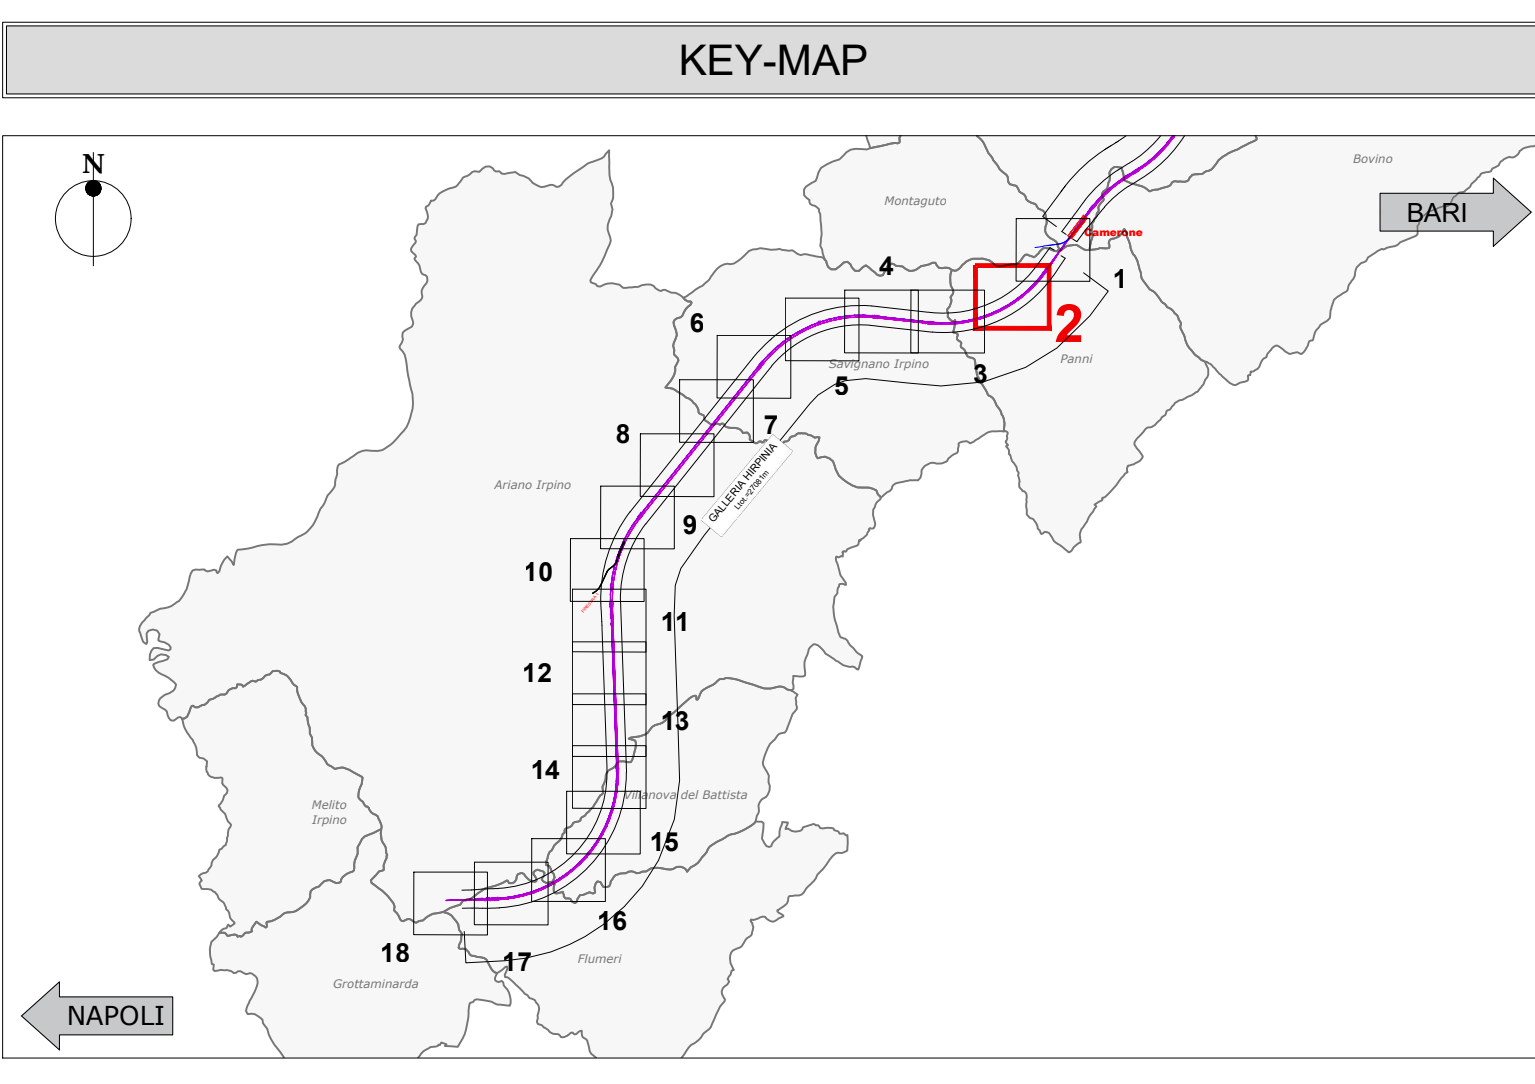 KEY-MAP
N
Bovino
Montaguto
BARI
Camerone
4
1
6
2
Savignano Irpino
Panni
3
5
7
8
GALLERIA HIRPINIA
Ltot.=27081m
Ariano Irpino
9
10
11
12
13
14
Villanova del Battista
Melito
Irpino
15
16
18
17
Flumeri
Grottaminarda
NAPOLI